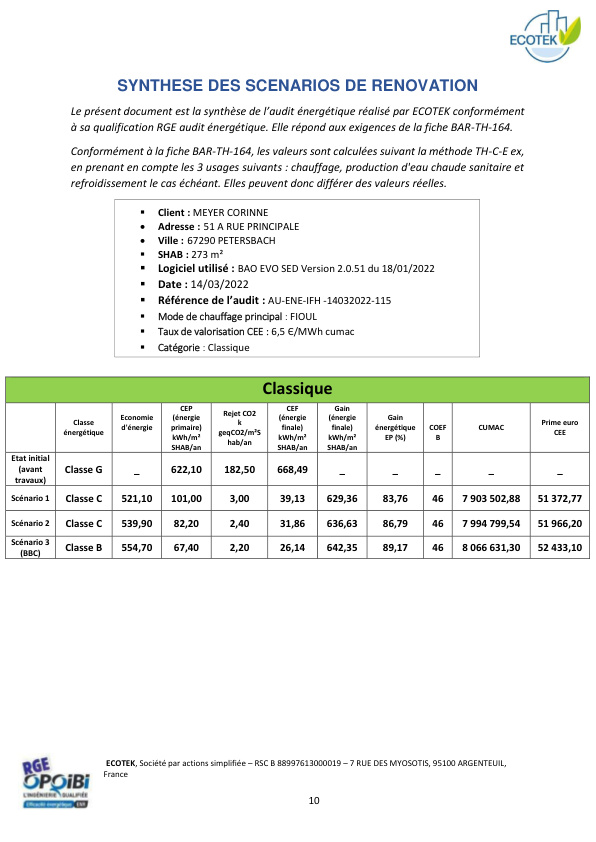 ECOTEK
SYNTHESE DES SCENARIOS DE RENOVATION
Le présent document est la synthèse de l'audit énergétique réalisé par ECOTEK conformément
à sa qualification RGE audit énergétique. Elle répond aux exigences de la fiche BAR-TH-164.
Conformément à la fiche BAR-TH-164, les valeurs sont calculées suivant la méthode TH-C-E ex,
en prenant en compte les 3 usages suivants : chauffage, production d'eau chaude sanitaire et
refroidissement le cas échéant. Elles peuvent donc différer des valeurs réelles.
▪ Client : MEYER CORINNE
• Adresse : 51 A RUE PRINCIPALE
• Ville : 67290 PETERSBACH
▪ SHAB : 273 m²
▪ Logiciel utilisé : BAO EVO SED Version 2.0.51 du 18/01/2022
▪ Date : 14/03/2022
▪ Référence de l'audit : AU-ENE-IFH -14032022-115
▪ Mode de chauffage principal : FIOUL
▪ Taux de valorisation CEE : 6,5 Є/MWh cumac
▪ Catégorie : Classique
Classique
Classe énergétique | Economie d'énergie | CEP (énergie primaire) kWh/m² SHAB/an | Rejet CO2 k geqCO2/m²S hab/an | CEF (énergie finale) kWh/m² SHAB/an | Gain (énergie finale) kWh/m² SHAB/an | Gain énergétique EP (%) | COEF B | CUMAC | Prime euro CEE
Etat initial (avant travaux) | Classe G | _ | 622,10 | 182,50 | 668,49 | _ | _ | _ | _ | _
Scénario 1 | Classe C | 521,10 | 101,00 | 3,00 | 39,13 | 629,36 | 83,76 | 46 | 7 903 502,88 | 51 372,77
Scénario 2 | Classe C | 539,90 | 82,20 | 2,40 | 31,86 | 636,63 | 86,79 | 46 | 7 994 799,54 | 51 966,20
Scénario 3 (BBC) | Classe B | 554,70 | 67,40 | 2,20 | 26,14 | 642,35 | 89,17 | 46 | 8 066 631,30 | 52 433,10
RGE
OPQIBI
L'INGÉNIERIE QUALIFIÉE
Efficacité énergétique ENR
ECOTEK, Société par actions simplifiée – RSC B 88997613000019 – 7 RUE DES MYOSOTIS, 95100 ARGENTEUIL,
France
10